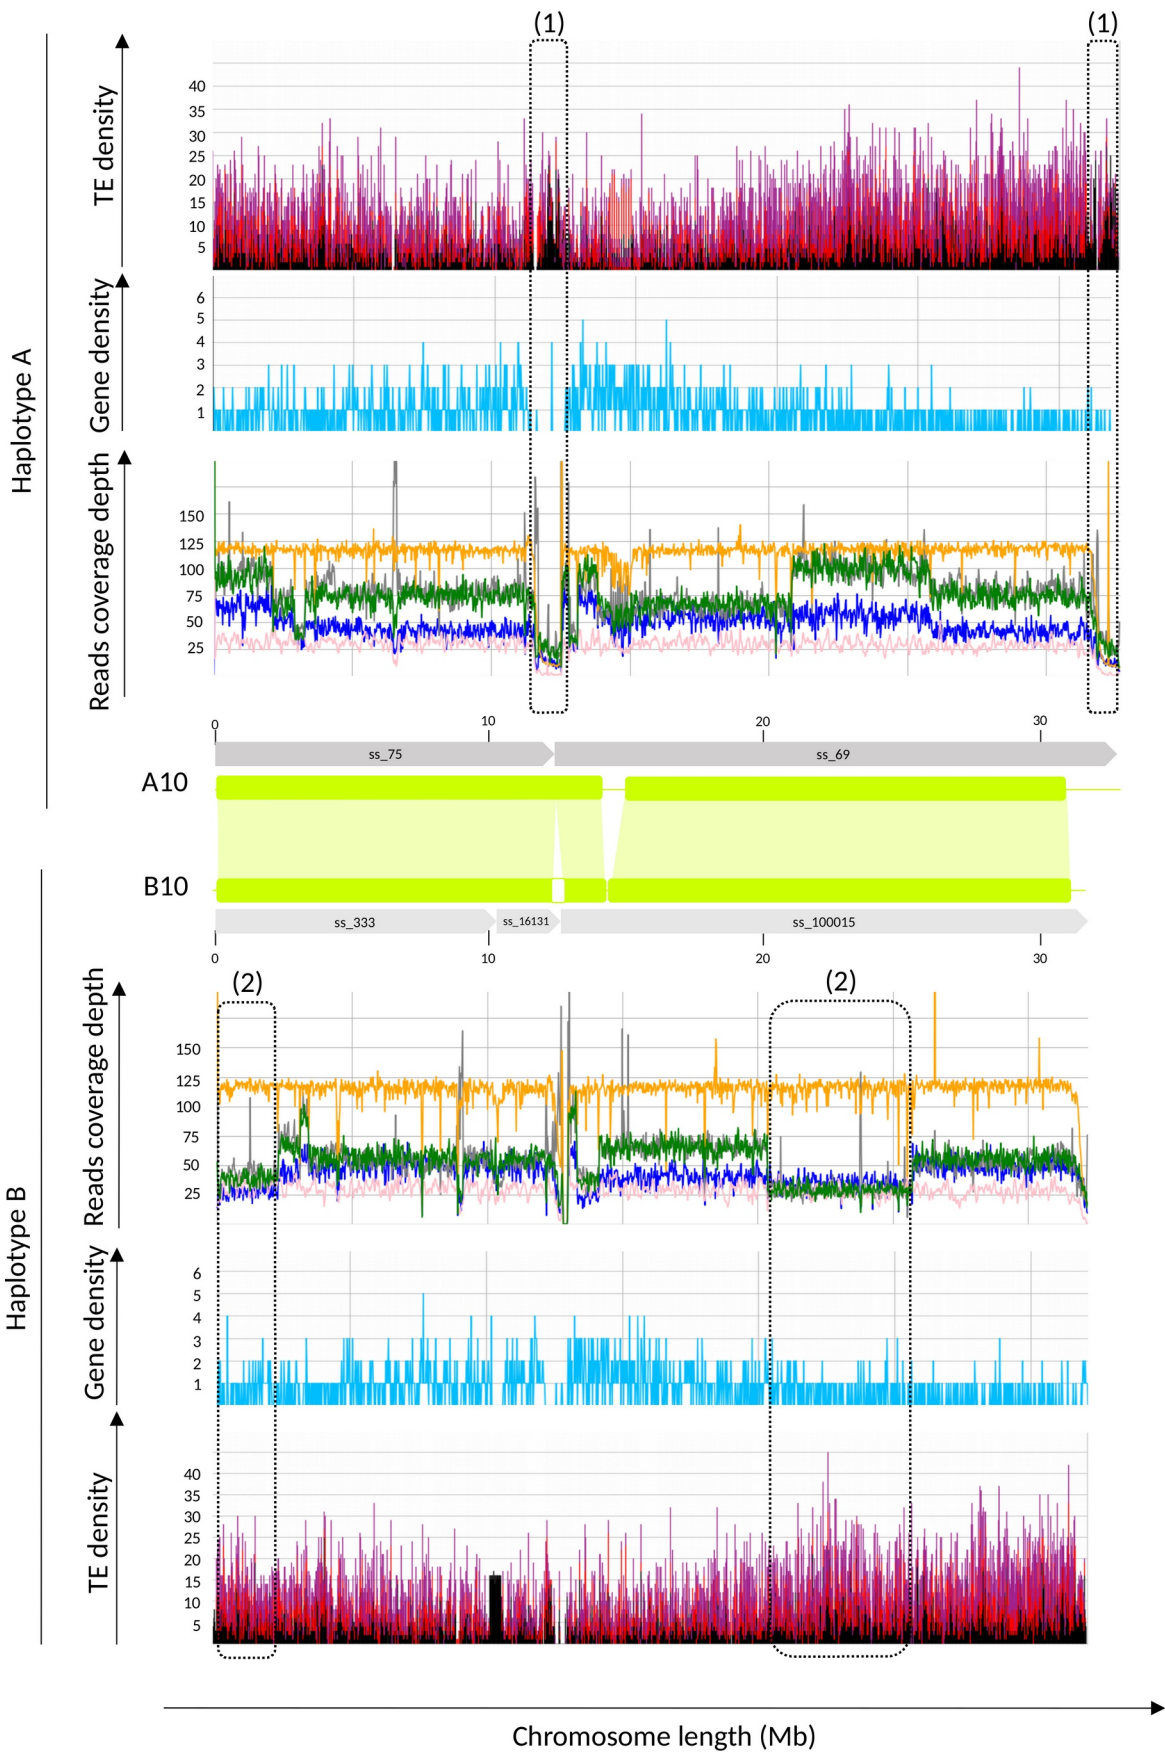 (1) (1)
Haplotype A
TE density
40
35
30
25
20
15
10
5
Gene density
6
5
4
3
2
1
Reads coverage depth
150
125
100
75
50
25
0 10 20 30
ss_75 ss_69
A10
B10
ss_333 ss_16131 ss_100015
0 10 20 30
(2) (2)
Haplotype B
Reads coverage depth
150
125
100
75
50
25
Gene density
6
5
4
3
2
1
TE density
40
35
30
25
20
15
10
5
Chromosome length (Mb)